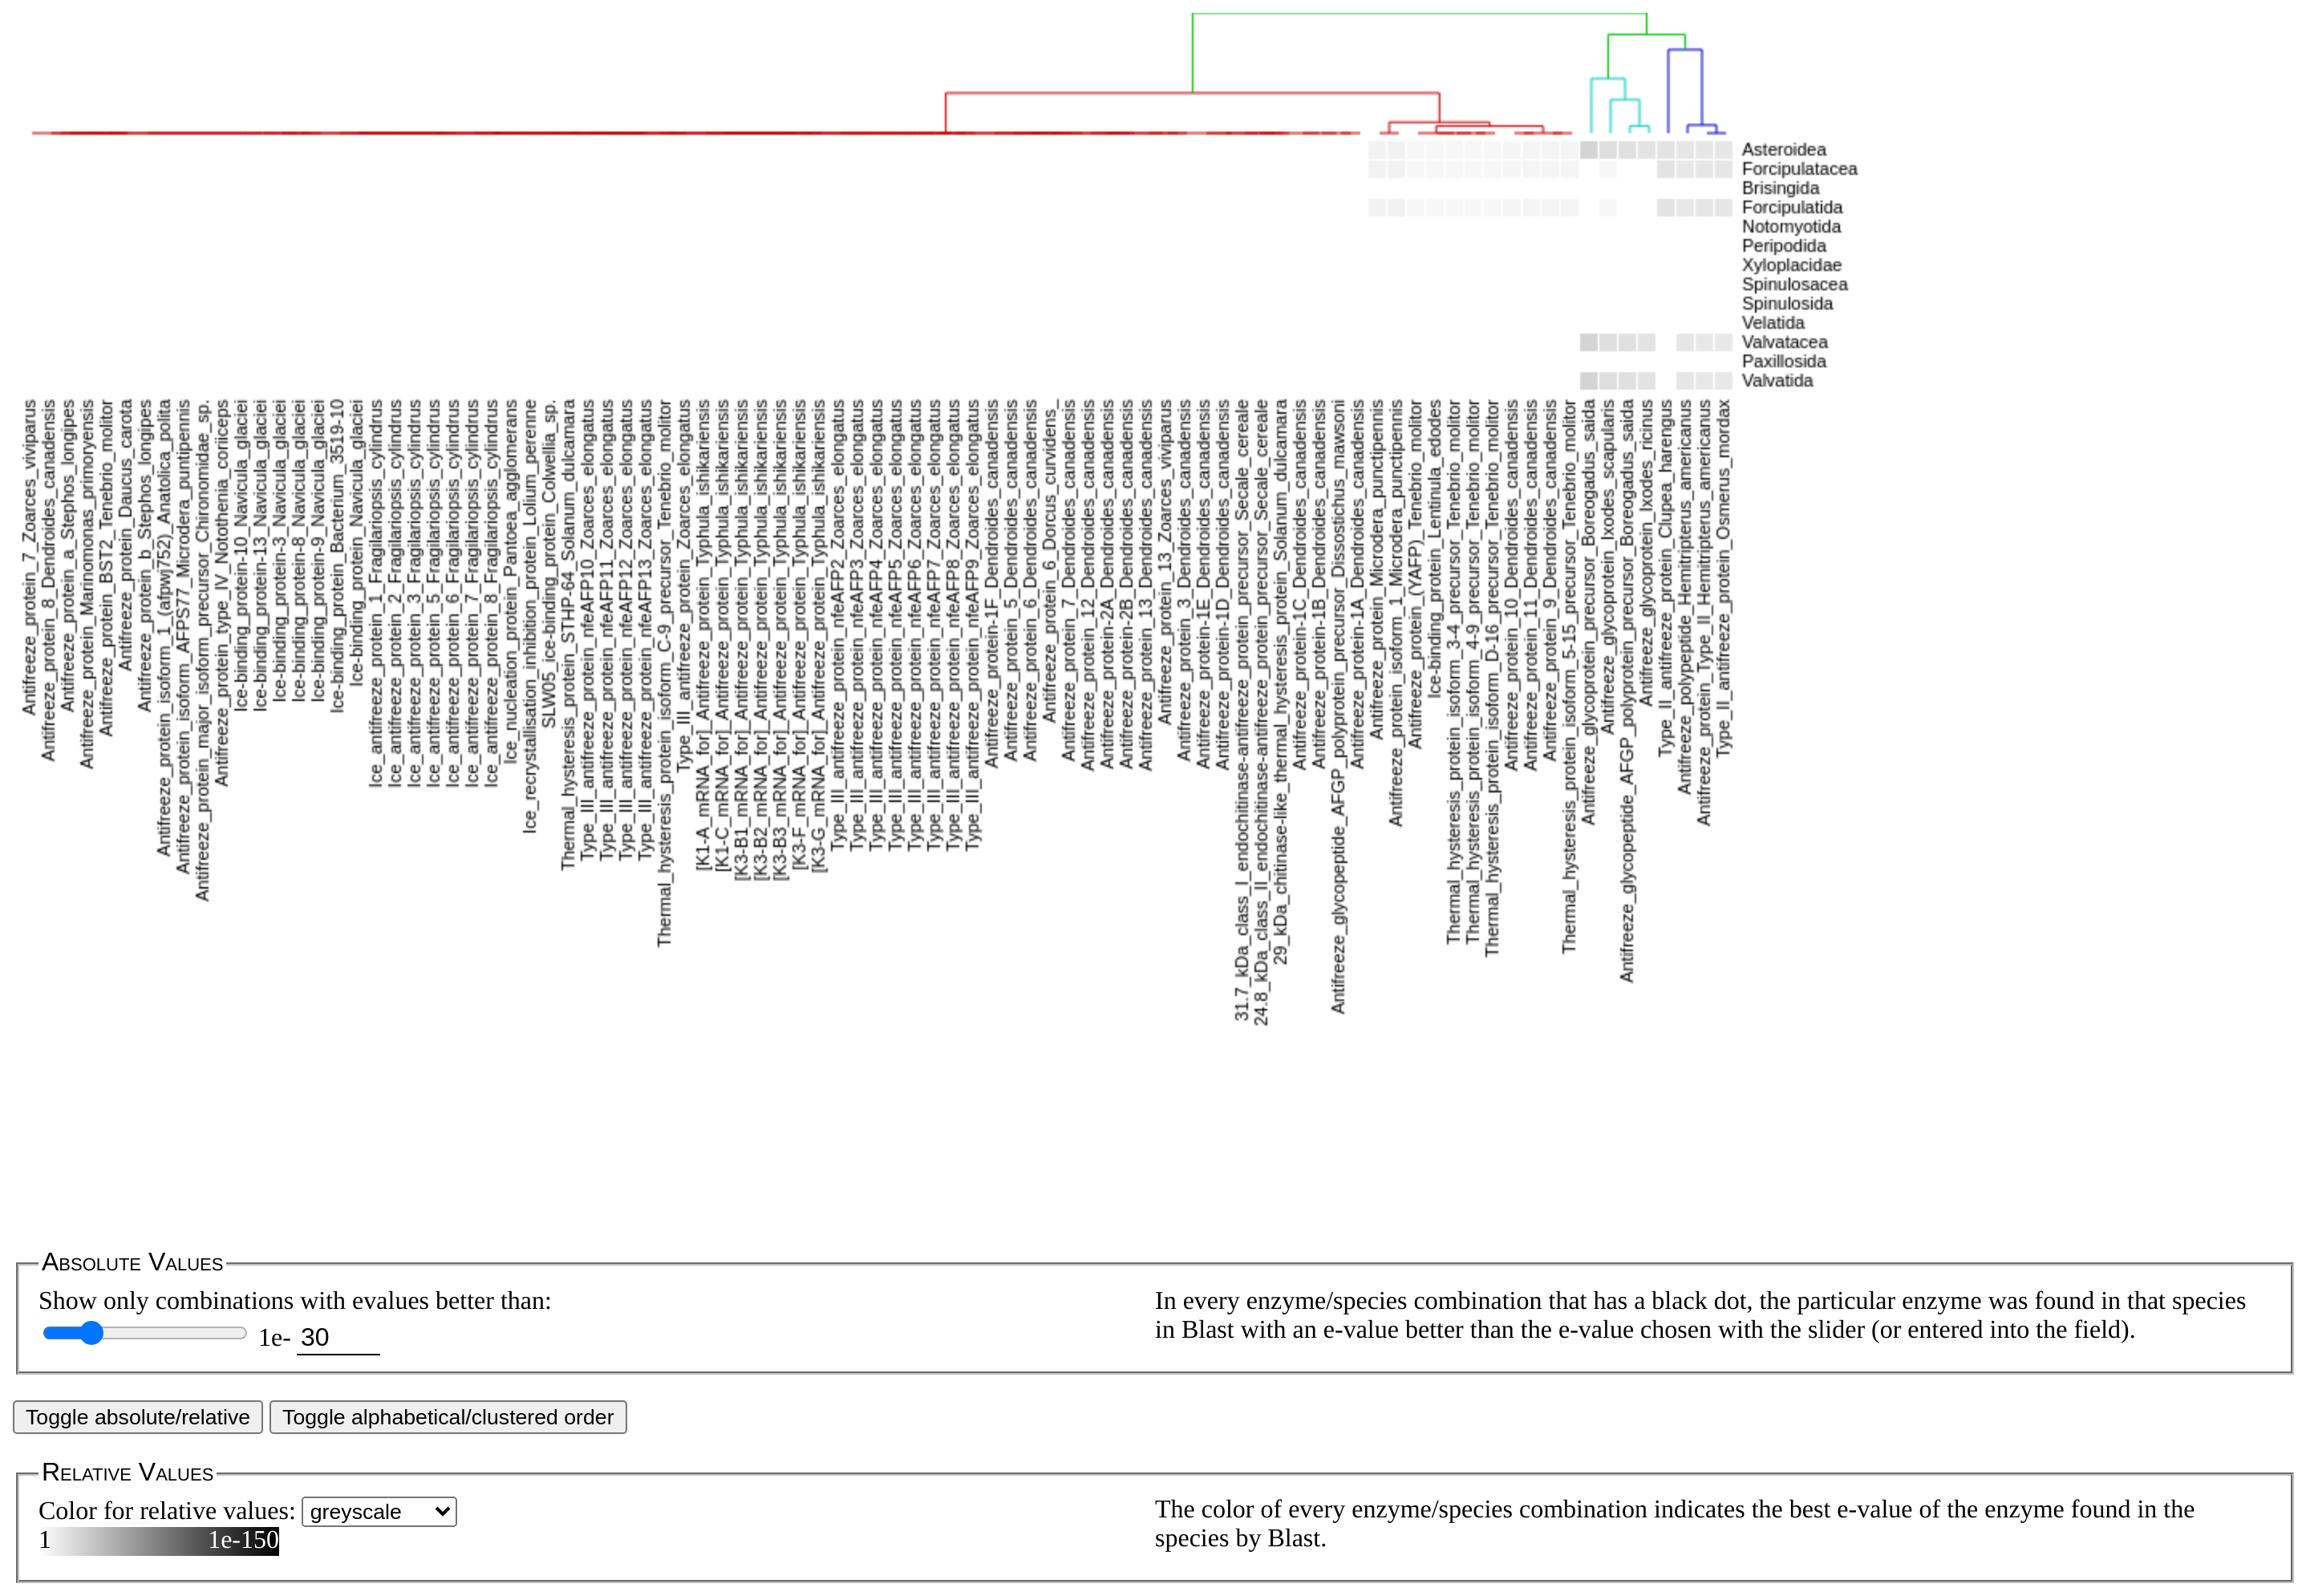 Asteroidea
Forcipulatacea
Brisingida
Forcipulatida
Notomyotida
Peripodida
Xyloplacidae
Spinulosacea
Spinulosida
Velatida
Valvatacea
Paxillosida
Valvatida
Antifreeze_protein_7_Zoarces_viviparus
Antifreeze_protein_8_Dendroides_canadensis
Antifreeze_protein_a_Stephos_longipes
Antifreeze_protein_Marinomonas_primoryensis
Antifreeze_protein_BST2_Tenebrio_molitor
Antifreeze_protein_Daucus_carota
Antifreeze_protein_b_Stephos_longipes
Antifreeze_protein_isoform_1_(afpwj752)_Anatolica_polita
Antifreeze_protein_isoform_AFPS77_Microdera_puntipennis
Antifreeze_protein_major_isoform_precursor_Chironomidae_sp.
Antifreeze_protein_type_IV_Notothenia_coriiceps
Ice-binding_protein-10_Navicula_glaciei
Ice-binding_protein-13_Navicula_glaciei
Ice-binding_protein-3_Navicula_glaciei
Ice-binding_protein-8_Navicula_glaciei
Ice-binding_protein-9_Navicula_glaciei
Ice-binding_protein_Bacterium_3519-10
Ice-binding_protein_Navicula_glaciei
Ice_antifreeze_protein_1_Fragilariopsis_cylindrus
Ice_antifreeze_protein_2_Fragilariopsis_cylindrus
Ice_antifreeze_protein_3_Fragilariopsis_cylindrus
Ice_antifreeze_protein_5_Fragilariopsis_cylindrus
Ice_antifreeze_protein_6_Fragilariopsis_cylindrus
Ice_antifreeze_protein_7_Fragilariopsis_cylindrus
Ice_antifreeze_protein_8_Fragilariopsis_cylindrus
Ice_nucleation_protein_Pantoea_agglomerans
Ice_recrystallisation_inhibition_protein_Lolium_perenne
SLW05_ice-binding_protein_Colwellia_sp.
Thermal_hysteresis_protein_STHP-64_Solanum_dulcamara
Type_III_antifreeze_protein_nfeAFP10_Zoarces_elongatus
Type_III_antifreeze_protein_nfeAFP11_Zoarces_elongatus
Type_III_antifreeze_protein_nfeAFP12_Zoarces_elongatus
Type_III_antifreeze_protein_nfeAFP13_Zoarces_elongatus
Thermal_hysteresis_protein_isoform_C-9_precursor_Tenebrio_molitor
Type_III_antifreeze_protein_Zoarces_elongatus
[K1-A_mRNA_for]_Antifreeze_protein_Typhula_ishikariensis
[K1-C_mRNA_for]_Antifreeze_protein_Typhula_ishikariensis
[K3-B1_mRNA_for]_Antifreeze_protein_Typhula_ishikariensis
[K3-B2_mRNA_for]_Antifreeze_protein_Typhula_ishikariensis
[K3-B3_mRNA_for]_Antifreeze_protein_Typhula_ishikariensis
[K3-F_mRNA_for]_Antifreeze_protein_Typhula_ishikariensis
[K3-G_mRNA_for]_Antifreeze_protein_Typhula_ishikariensis
Type_III_antifreeze_protein_nfeAFP2_Zoarces_elongatus
Type_III_antifreeze_protein_nfeAFP3_Zoarces_elongatus
Type_III_antifreeze_protein_nfeAFP4_Zoarces_elongatus
Type_III_antifreeze_protein_nfeAFP5_Zoarces_elongatus
Type_III_antifreeze_protein_nfeAFP6_Zoarces_elongatus
Type_III_antifreeze_protein_nfeAFP7_Zoarces_elongatus
Type_III_antifreeze_protein_nfeAFP8_Zoarces_elongatus
Type_III_antifreeze_protein_nfeAFP9_Zoarces_elongatus
Antifreeze_protein-1F_Dendroides_canadensis
Antifreeze_protein_5_Dendroides_canadensis
Antifreeze_protein_6_Dendroides_canadensis
Antifreeze_protein_6_Dorcus_curvidens_
Antifreeze_protein_7_Dendroides_canadensis
Antifreeze_protein_12_Dendroides_canadensis
Antifreeze_protein-2A_Dendroides_canadensis
Antifreeze_protein-2B_Dendroides_canadensis
Antifreeze_protein_13_Dendroides_canadensis
Antifreeze_protein_13_Zoarces_viviparus
Antifreeze_protein_3_Dendroides_canadensis
Antifreeze_protein-1E_Dendroides_canadensis
Antifreeze_protein-1D_Dendroides_canadensis
31.7_kDa_class_I_endochitinase-antifreeze_protein_precursor_Secale_cereale
24.8_kDa_class_II_endochitinase-antifreeze_protein_precursor_Secale_cereale
29_kDa_chitinase-like_thermal_hysteresis_protein_Solanum_dulcamara
Antifreeze_protein-1C_Dendroides_canadensis
Antifreeze_protein-1B_Dendroides_canadensis
Antifreeze_glycopeptide_AFGP_polyprotein_precursor_Dissostichus_mawsoni
Antifreeze_protein-1A_Dendroides_canadensis
Antifreeze_protein_Microdera_punctipennis
Antifreeze_protein_isoform_1_Microdera_punctipennis
Antifreeze_protein_(YAFP)_Tenebrio_molitor
Ice-binding_protein_Lentinula_edodes
Thermal_hysteresis_protein_isoform_3-4_precursor_Tenebrio_molitor
Thermal_hysteresis_protein_isoform_4-9_precursor_Tenebrio_molitor
Thermal_hysteresis_protein_isoform_D-16_precursor_Tenebrio_molitor
Antifreeze_protein_10_Dendroides_canadensis
Antifreeze_protein_11_Dendroides_canadensis
Antifreeze_protein_9_Dendroides_canadensis
Thermal_hysteresis_protein_isoform_5-15_precursor_Tenebrio_molitor
Antifreeze_glycoprotein_precursor_Boreogadus_saida
Antifreeze_glycoprotein_Ixodes_scapularis
Antifreeze_glycopeptide_AFGP_polyprotein_precursor_Boreogadus_saida
Antifreeze_glycoprotein_Ixodes_ricinus
Type_II_antifreeze_protein_Clupea_harengus
Antifreeze_polypeptide_Hemitripterus_americanus
Antifreeze_protein_Type_II_Hemitripterus_americanus
Type_II_antifreeze_protein_Osmerus_mordax
Absolute Values
Show only combinations with evalues better than:
1e- 30
In every enzyme/species combination that has a black dot, the particular enzyme was found in that species
in Blast with an e-value better than the e-value chosen with the slider (or entered into the field).
Toggle absolute/relative
Toggle alphabetical/clustered order
Relative Values
Color for relative values: greyscale
1
1e-150
The color of every enzyme/species combination indicates the best e-value of the enzyme found in the
species by Blast.